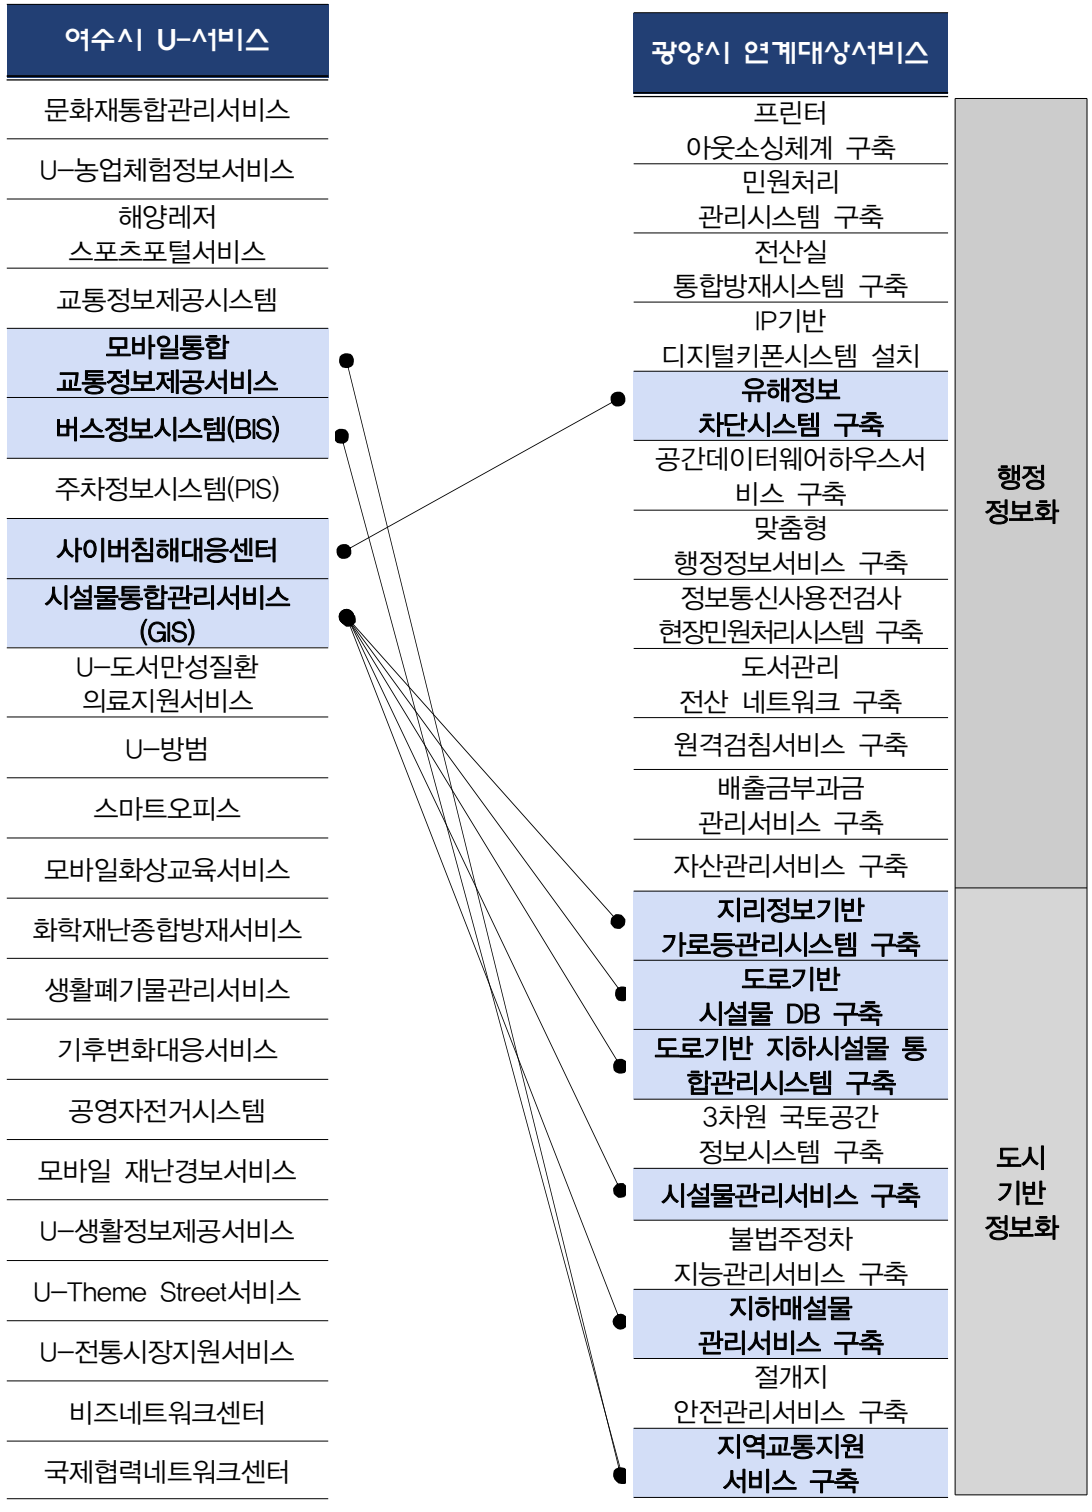 여수시 U-서비스
문화재통합관리서비스
U-농업체험정보서비스
해양레저
스포츠포털서비스
교통정보제공시스템
모바일통합
교통정보제공서비스
버스정보시스템(BIS)
주차정보시스템(PIS)
사이버침해대응센터
시설물통합관리서비스
(GIS)
U-도서만성질환
의료지원서비스
U-방범
스마트오피스
모바일화상교육서비스
화학재난종합방재서비스
생활폐기물관리서비스
기후변화대응서비스
공영자전거시스템
모바일 재난경보서비스
U-생활정보제공서비스
U-Theme Street서비스
U-전통시장지원서비스
비즈네트워크센터
국제협력네트워크센터
광양시 연계대상서비스
프린터
아웃소싱체계 구축
민원처리
관리시스템 구축
전산실
통합방재시스템 구축
IP기반
디지털키폰시스템 설치
유해정보
차단시스템 구축
공간데이터웨어하우스서
비스 구축
맞춤형
행정정보서비스 구축
정보통신사용전검사
현장민원처리시스템 구축
도서관리
전산 네트워크 구축
원격검침서비스 구축
배출금부과금
관리서비스 구축
자산관리서비스 구축
지리정보기반
가로등관리시스템 구축
도로기반
시설물 DB 구축
도로기반 지하시설물 통
합관리시스템 구축
3차원 국토공간
정보시스템 구축
시설물관리서비스 구축
불법주정차
지능관리서비스 구축
지하매설물
관리서비스 구축
절개지
안전관리서비스 구축
지역교통지원
서비스 구축
행정
정보화
도시
기반
정보화